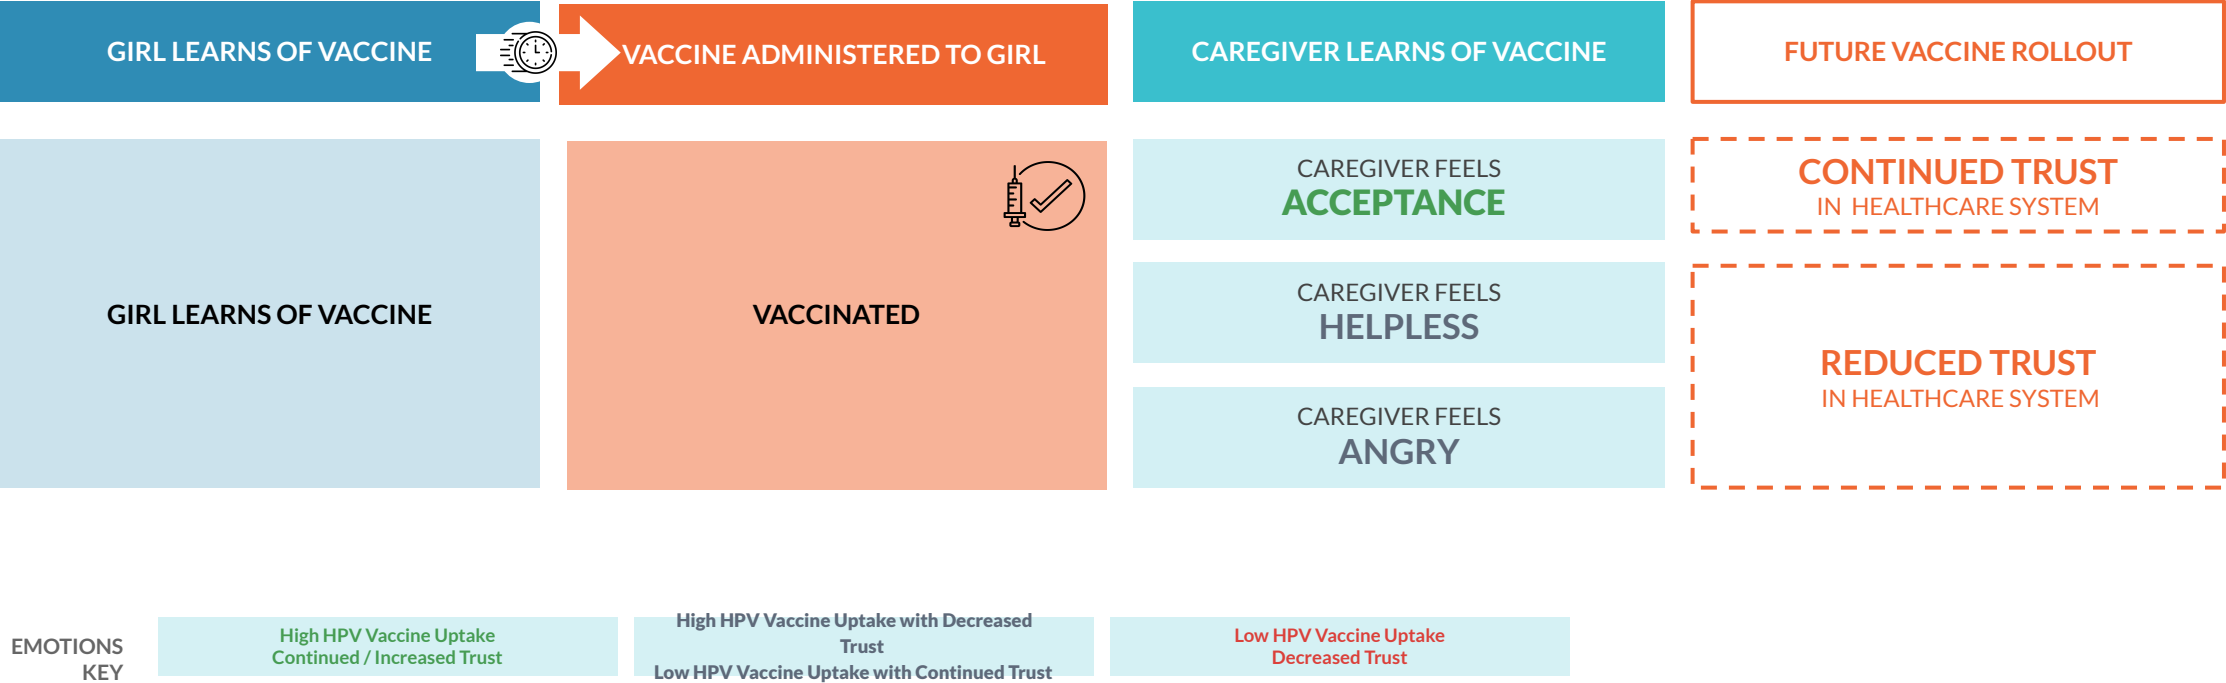 GIRL LEARNS OF VACCINE
VACCINE ADMINISTERED TO GIRL
CAREGIVER LEARNS OF VACCINE
FUTURE VACCINE ROLLOUT
GIRL LEARNS OF VACCINE
VACCINATED
CAREGIVER FEELS
ACCEPTANCE
CAREGIVER FEELS
HELPLESS
CAREGIVER FEELS
ANGRY
CONTINUED TRUST
IN HEALTHCARE SYSTEM
REDUCED TRUST
IN HEALTHCARE SYSTEM
EMOTIONS
KEY
High HPV Vaccine Uptake
Continued / Increased Trust
High HPV Vaccine Uptake with Decreased
Trust
Low HPV Vaccine Uptake with Continued Trust
Low HPV Vaccine Uptake
Decreased Trust